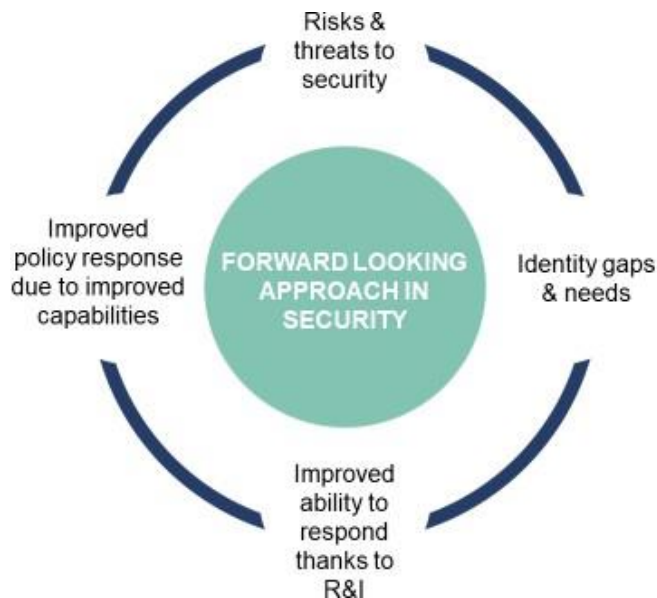 Risks &
threats to
security
Improved
policy response
due to improved
capabilities
FORWARD LOOKING
APPROACH IN
SECURITY
Identity gaps
& needs
Improved
ability to
respond
thanks to
R&I